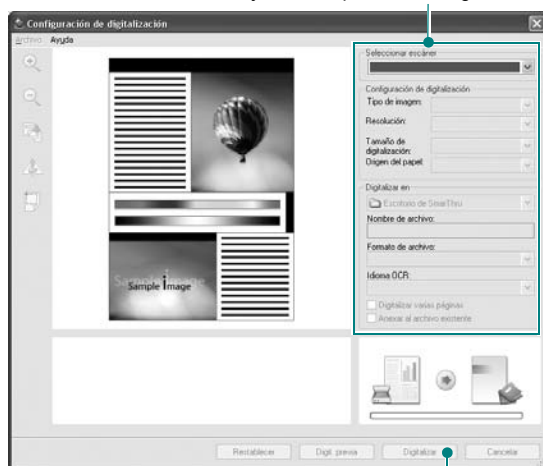 Configuración de digitalización
Archivo Ayuda
Seleccionar escáner
Configuración de digitalización
Tipo de imagen:
Resolución:
Tamaño de
digitalización:
Origen del papel:
Digitalizar en
Escritorio de SmarThru
Nombre de archivo:
Formato de archivo:
Idioma OCR:
Digitalizar varias páginas
Anexar al archivo existente
Sample Image
Sample Image
Restablecer Digit. previa Digitalizar Cancelar